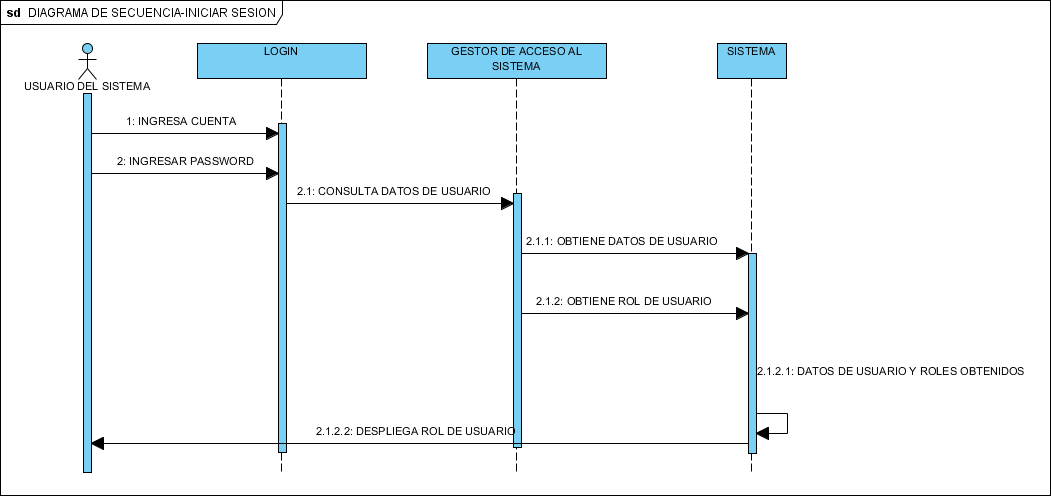 sd DIAGRAMA DE SECUENCIA-INICIAR SESION
LOGIN
GESTOR DE ACCESO AL
SISTEMA
SISTEMA
USUARIO DEL SISTEMA
1: INGRESA CUENTA
2: INGRESAR PASSWORD
2.1: CONSULTA DATOS DE USUARIO
2.1.1: OBTIENE DATOS DE USUARIO
2.1.2: OBTIENE ROL DE USUARIO
2.1.2.1: DATOS DE USUARIO Y ROLES OBTENIDOS
2.1.2.2: DESPLIEGA ROL DE USUARIO